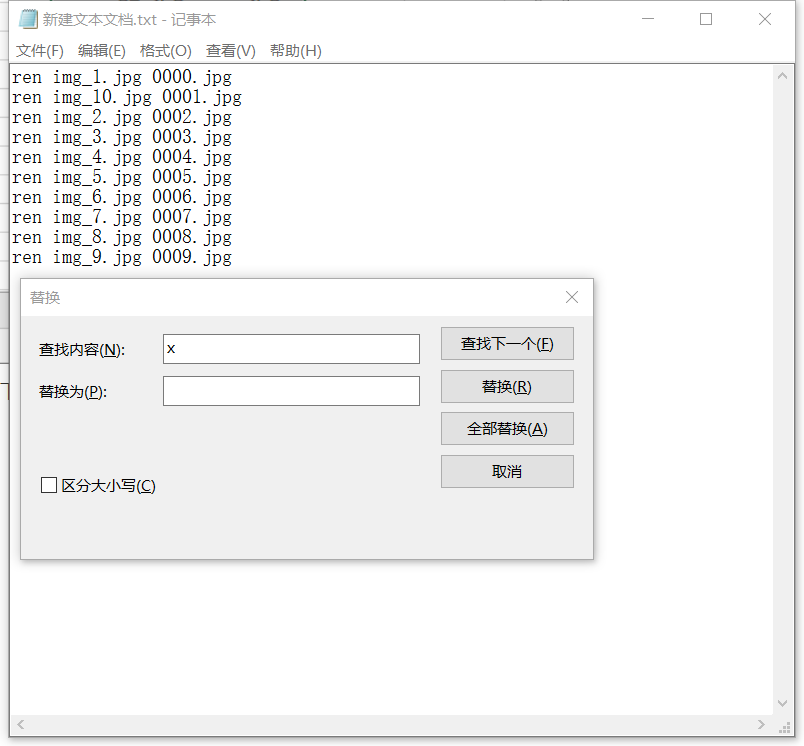 新建文本文档.txt - 记事本
文件(F) 编辑(E) 格式(O) 查看(V) 帮助(H)
ren img_1.jpg 0000.jpg
ren img_10.jpg 0001.jpg
ren img_2.jpg 0002.jpg
ren img_3.jpg 0003.jpg
ren img_4.jpg 0004.jpg
ren img_5.jpg 0005.jpg
ren img_6.jpg 0006.jpg
ren img_7.jpg 0007.jpg
ren img_8.jpg 0008.jpg
ren img_9.jpg 0009.jpg
替换
查找内容(N): x 查找下一个(F)
替换为(P): 替换(R)
全部替换(A)
取消
区分大小写(C)